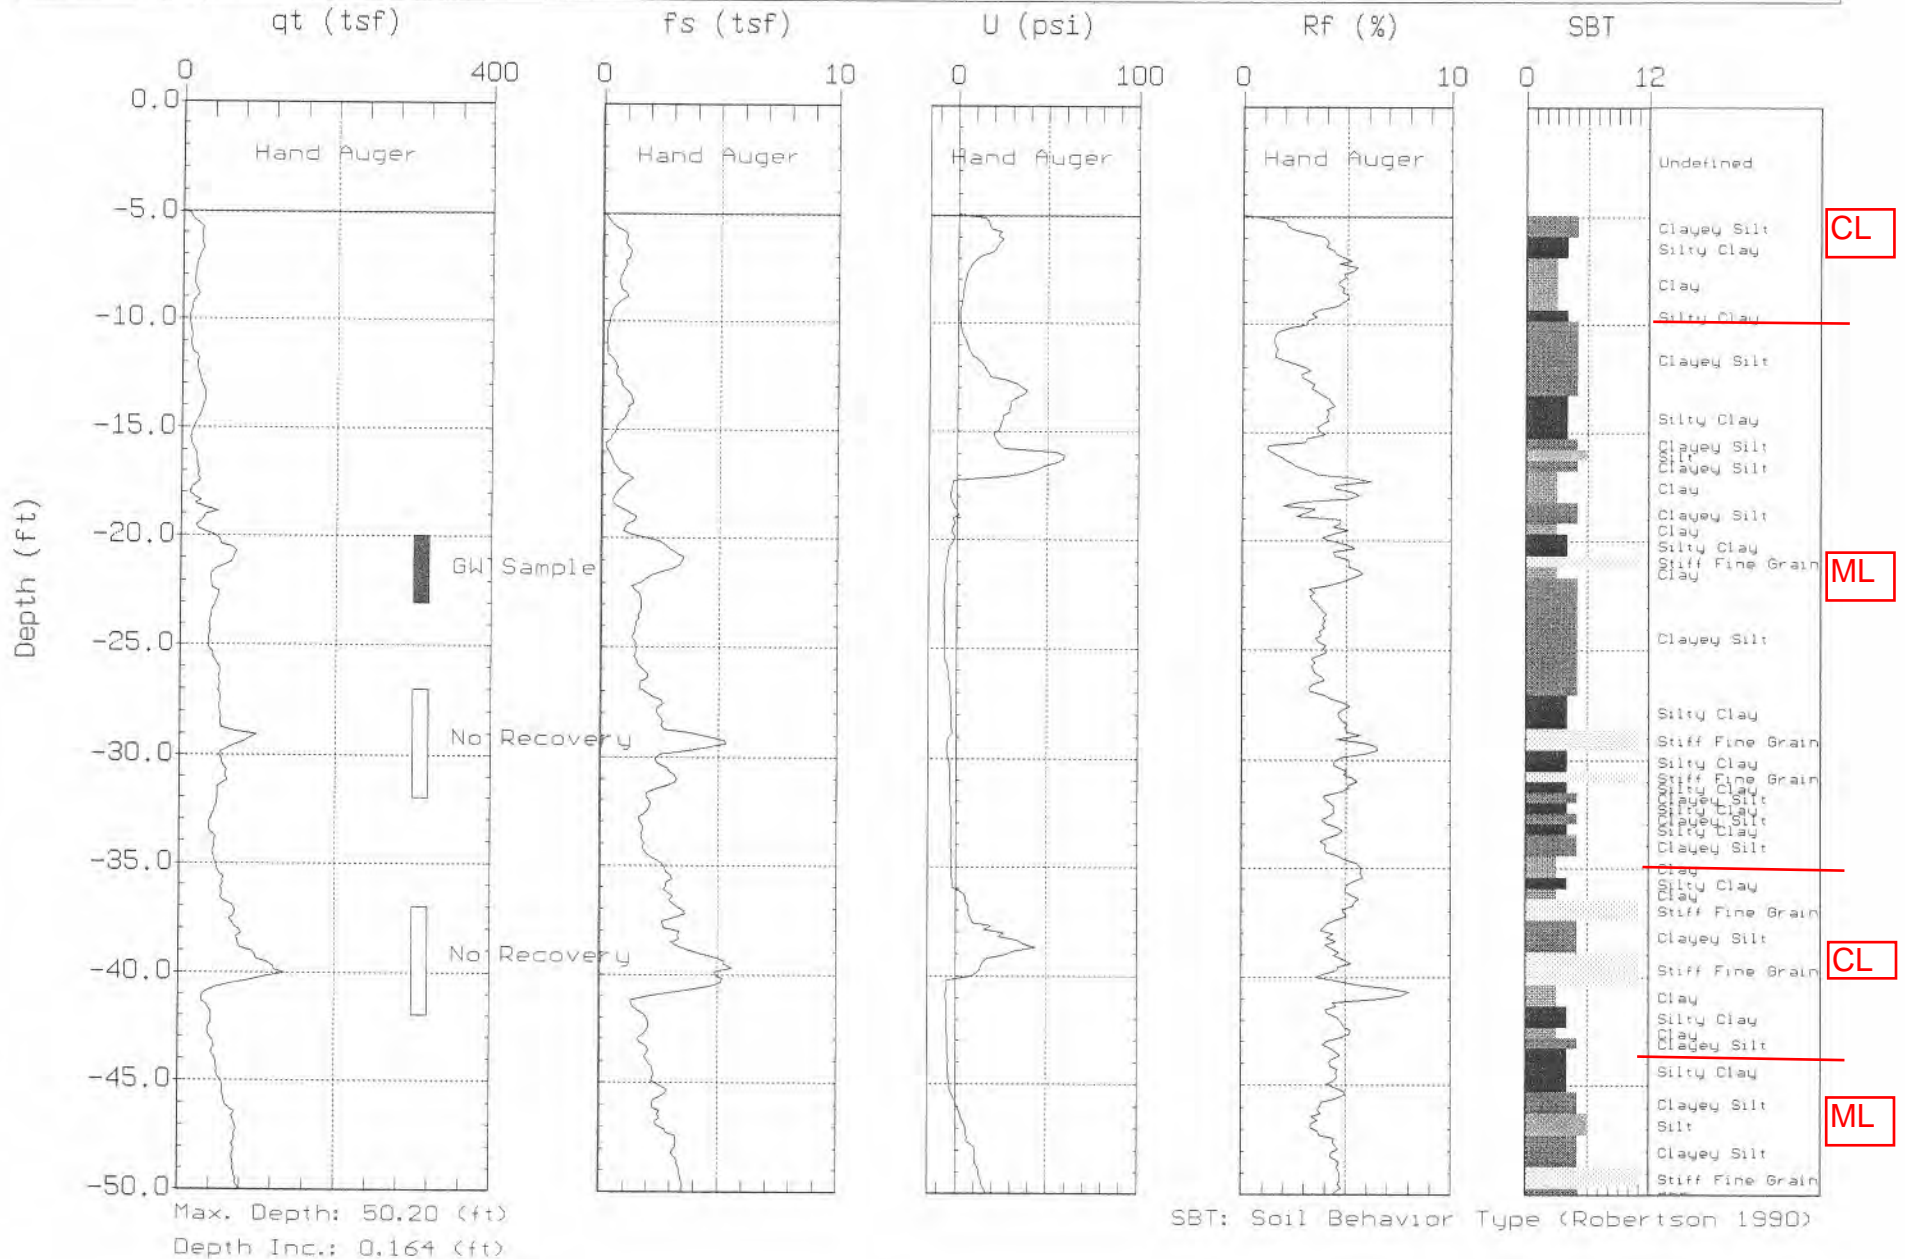 qt (tsf) fs (tsf) U (psi) Rf (%) SBT
0 400 0 10 0 100 0 10 0 12
0.0
Hand Auger Hand Auger Hand Auger Hand Auger Undefined
-5.0
Clayey Silt CL
Silty Clay
Clay
-10.0 Silty Clay
Clayey Silt
-15.0 Silty Clay
Clayey Silt
Silt
Clayey Silt
Clay
Clayey Silt
-20.0 Clay
Silty Clay
GW Sample Stiff Fine Grain ML
Clay
Depth (ft)
-25.0 Clayey Silt
Silty Clay
No Recovery Stiff Fine Grain
-30.0 Silty Clay
Stiff Fine Grain
Silty Clay
Clayey Silt
Silty Clay
Clayey Silt
Silty Clay
Clayey Silt
-35.0 Clay
Silty Clay
Clay
Stiff Fine Grain
No Recovery Clayey Silt
-40.0 Stiff Fine Grain CL
Clay
Silty Clay
Clay
Clayey Silt
-45.0 Silty Clay
Clayey Silt
Silt ML
Clayey Silt
-50.0 Stiff Fine Grain
Max. Depth: 50.20 (ft) SBT: Soil Behavior Type (Robertson 1990)
Depth Inc.: 0.164 (ft)